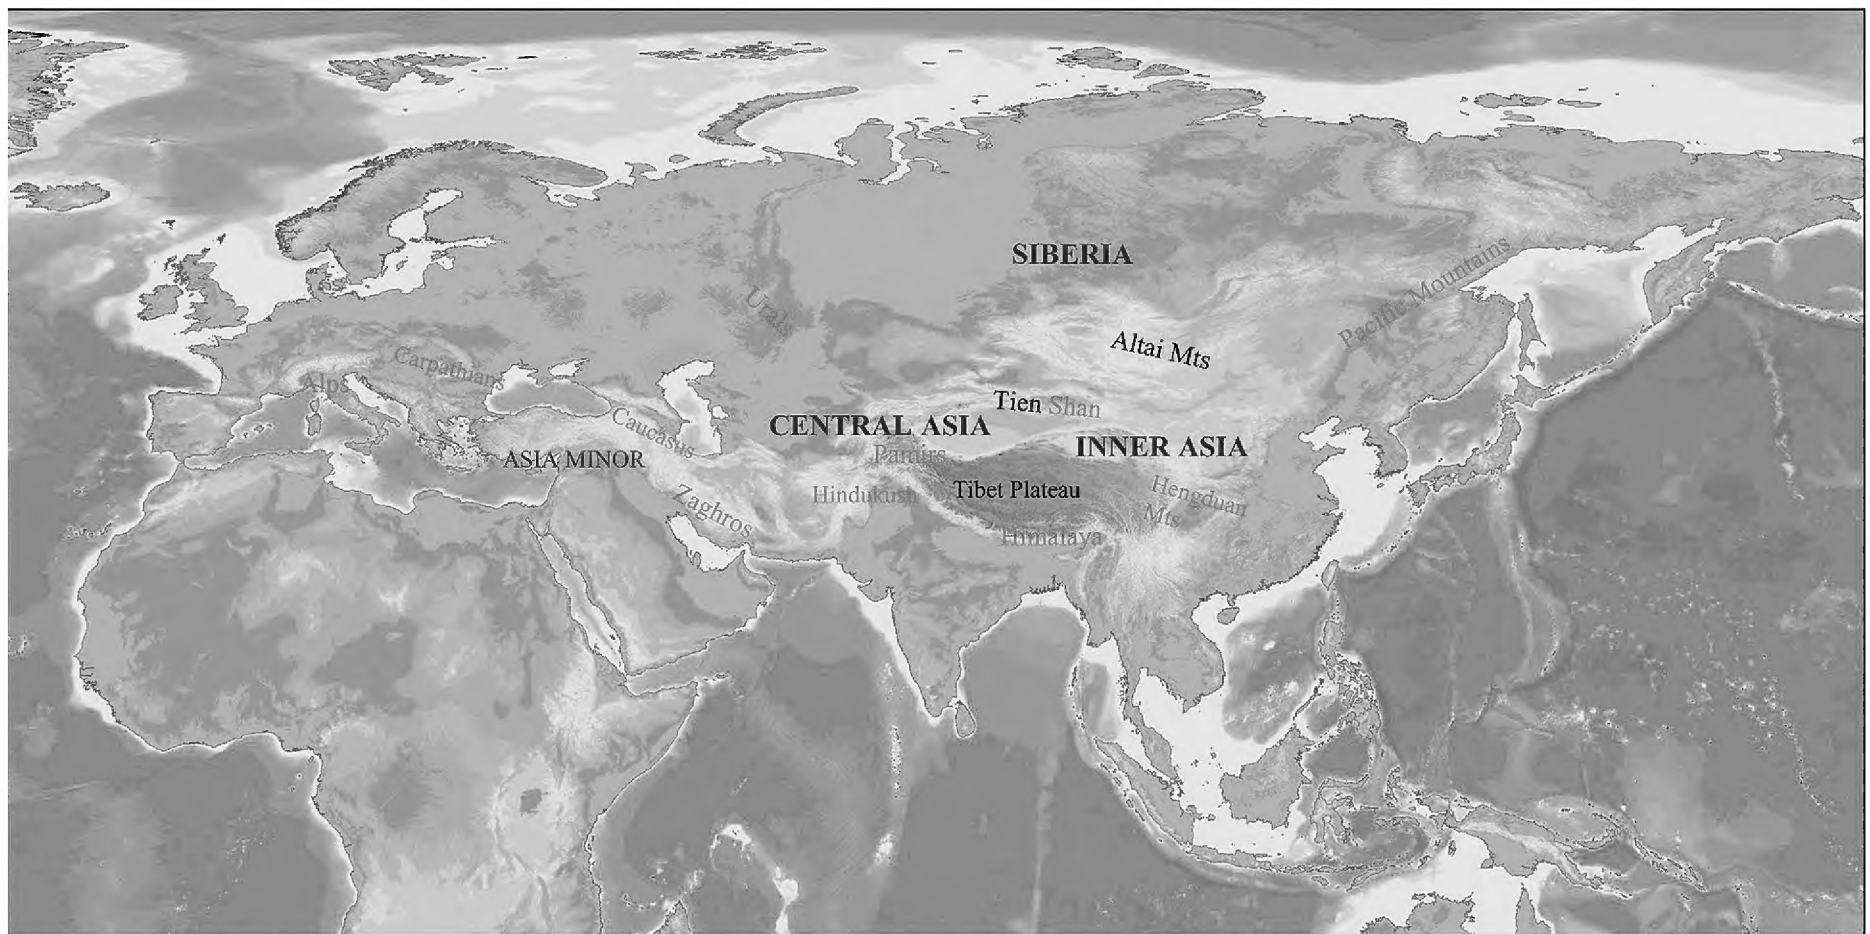 SIBERIA
Pacific Mountains
Urals
Altai Mts
Carpathians
Alps
Tien Shan
Caucasus
CENTRAL ASIA
INNER ASIA
ASIA MINOR
Pamirs
Zaghros
Hindukush
Tibet Plateau
Hengduan
Mts
Himalaya